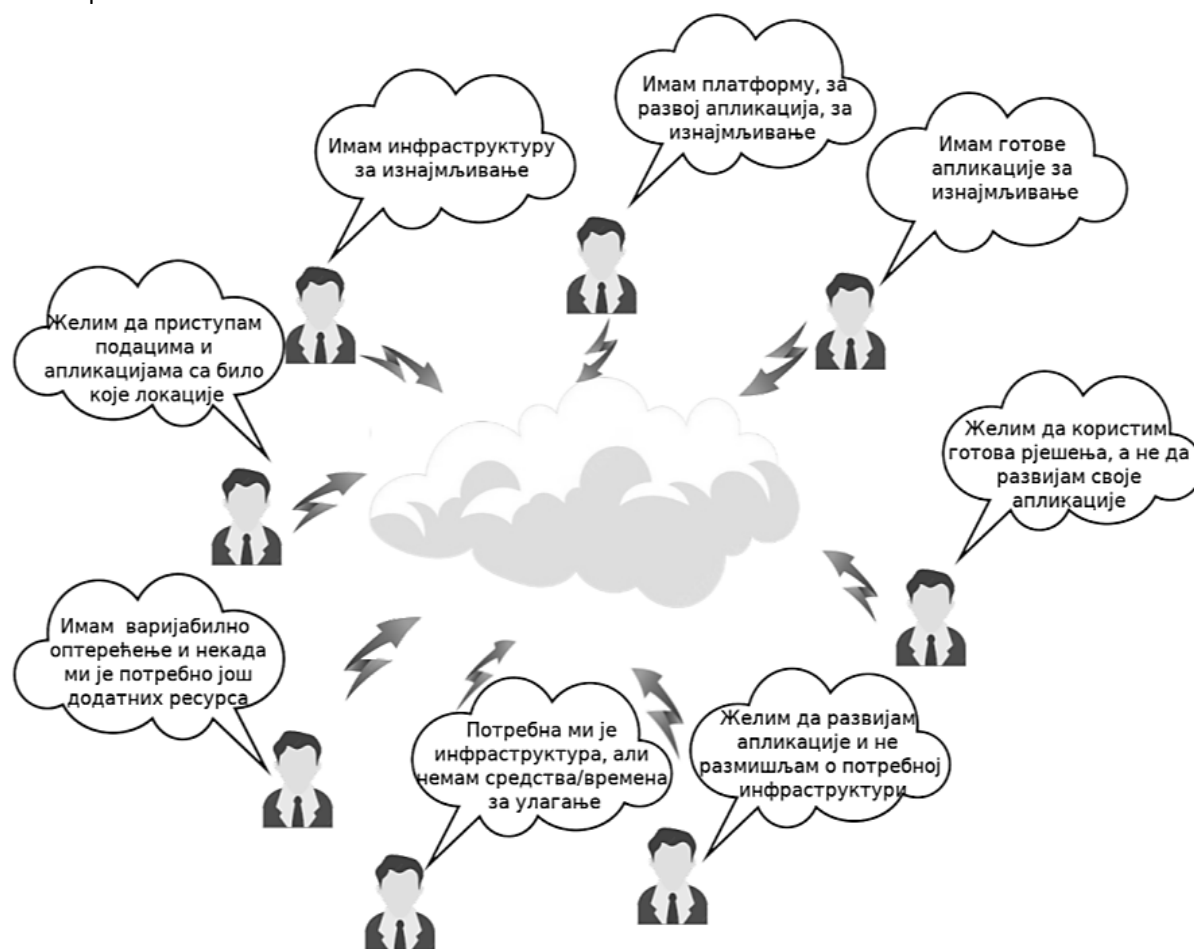 Имам платформу, за
развој апликација, за
изнајмљивање
Имам инфраструктуру
за изнајмљивање
Имам готове
апликације за
изнајмљивање
Желим да приступам
подацима и
апликацијама са било
које локације
Желим да користим
готова рјешења, а не да
развијам своје
апликације
Имам  варијабилно
оптерећење и некада
ми је потребно још
додатних ресурса
Потребна ми је
инфраструктура, али
немам средства/времена
за улагање
Желим да развијам
апликације и не
размишљам о потребној
инфраструктури